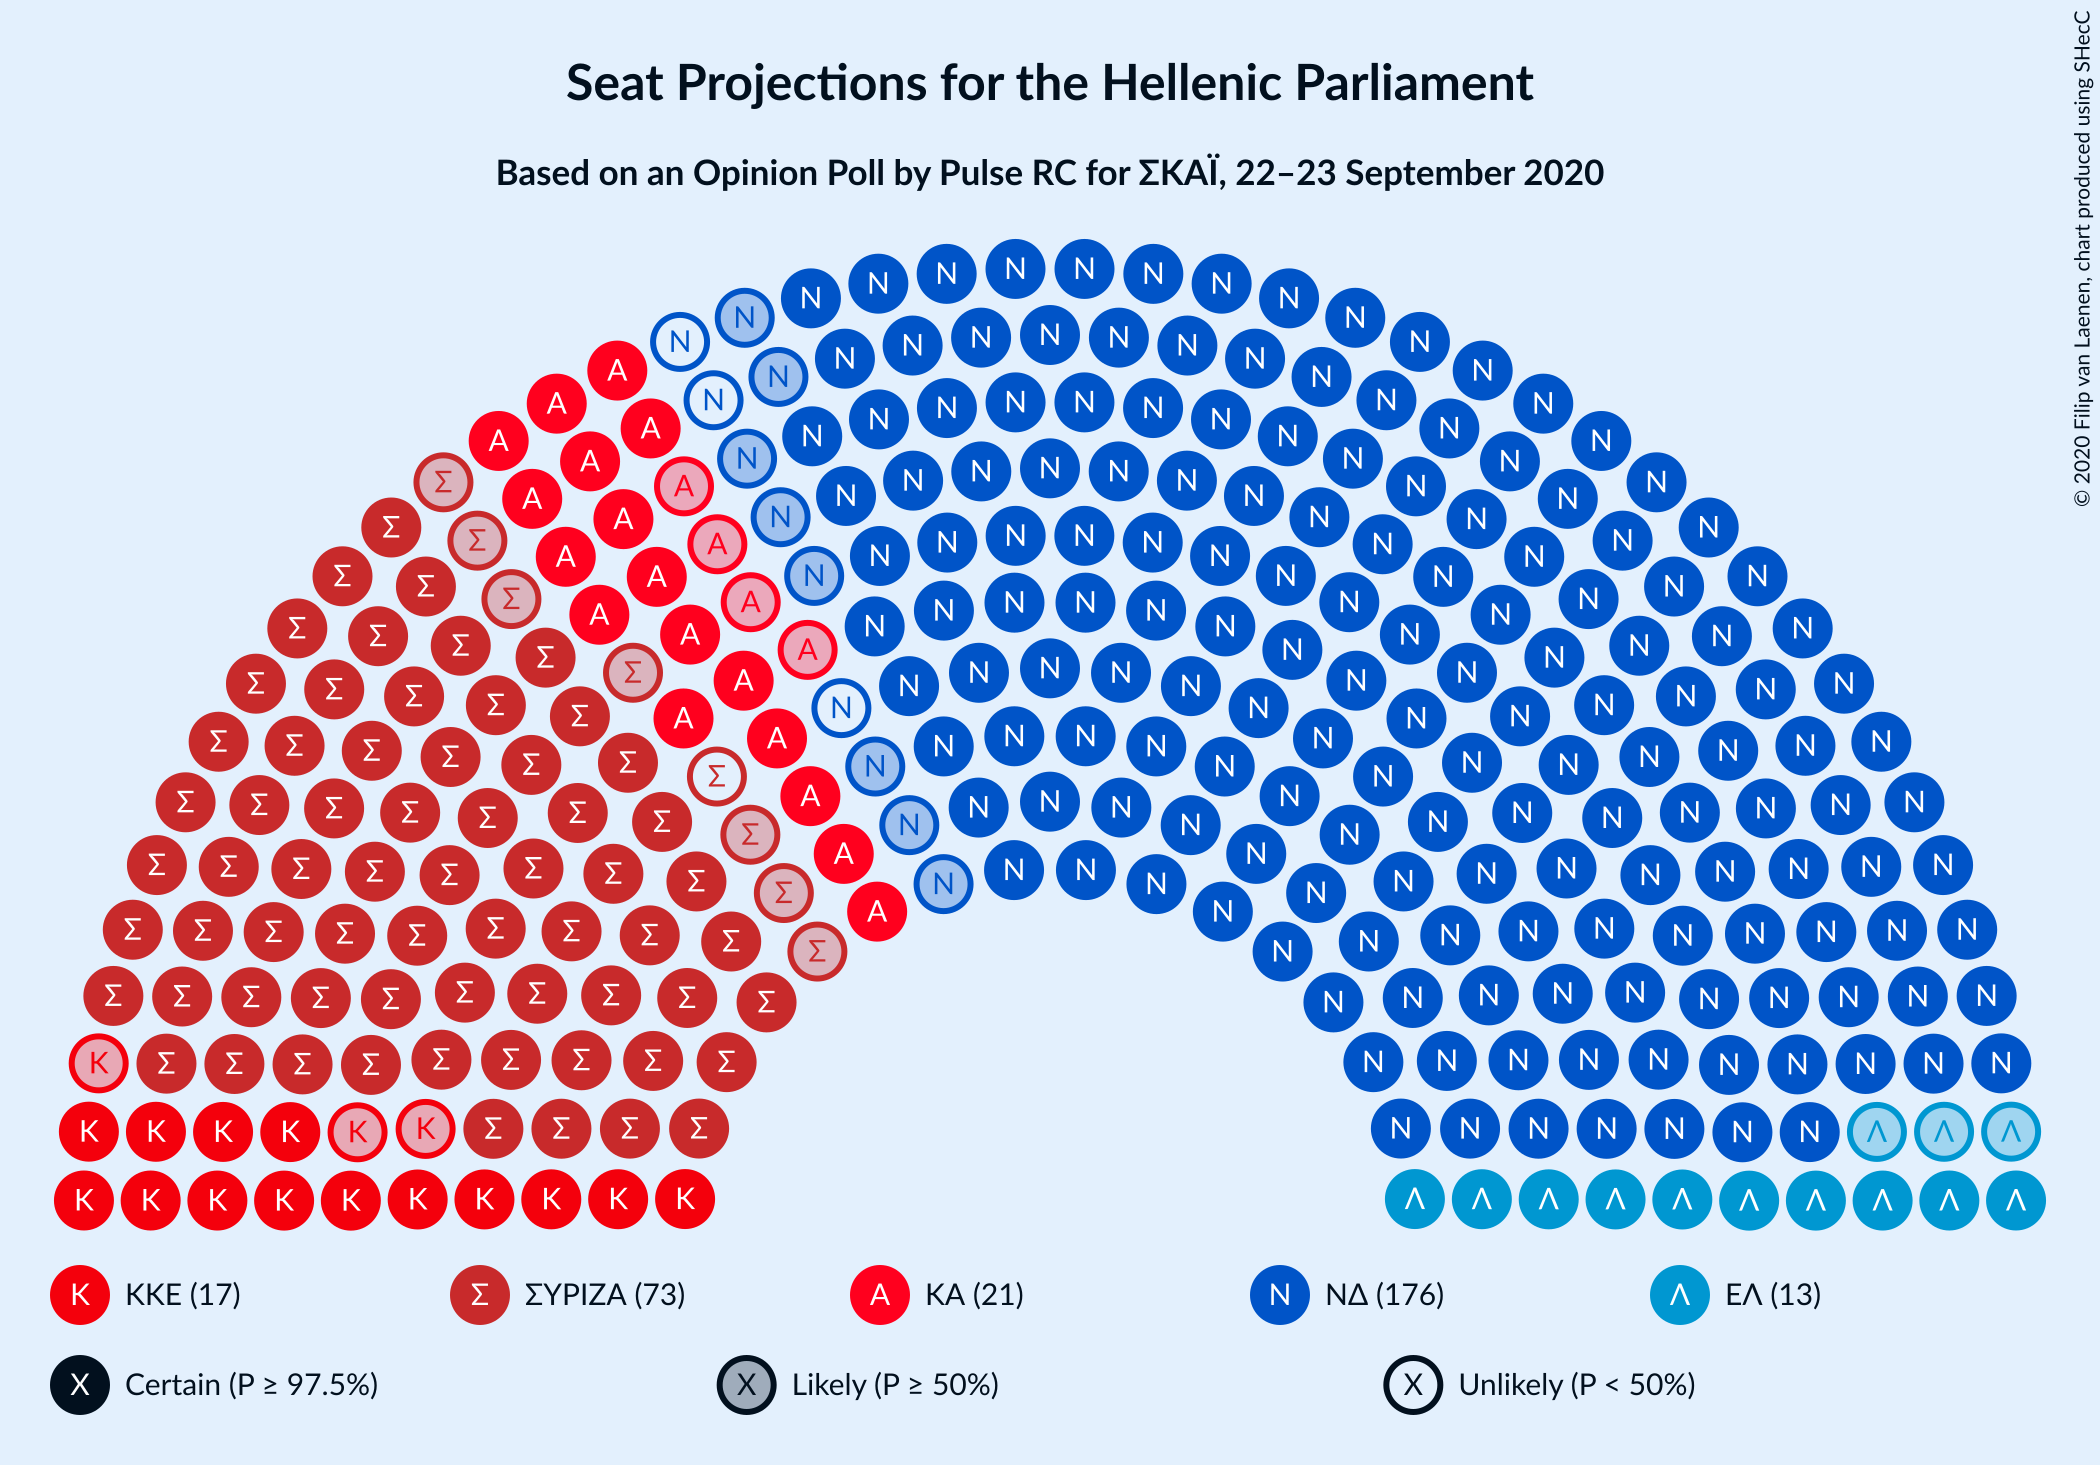 Seat Projections for the Hellenic Parliament
Based on an Opinion Poll by Pulse RC for ΣΚΑΪ, 22–23 September 2020
© 2020 Filip van Laenen, chart produced using SHecC
K ΚΚΕ (17) Σ ΣΥΡΙΖΑ (73) A ΚΑ (21) N ΝΔ (176) Λ ΕΛ (13)
X Certain (P ≥ 97.5%) X Likely (P ≥ 50%) X Unlikely (P < 50%)